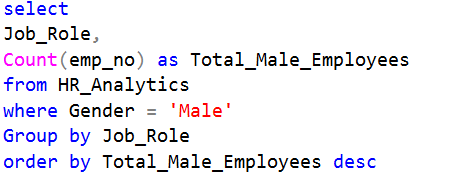 select
Job_Role,
Count(emp_no) as Total_Male_Employees
from HR_Analytics
where Gender = 'Male'
Group by Job_Role
order by Total_Male_Employees desc